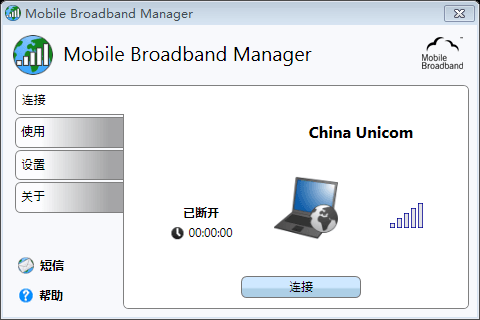 Mobile Broadband Manager
Mobile Broadband Manager
Mobile
Broadband
连接
使用
设置
关于
短信
帮助
China Unicom
已断开
00:00:00
连接